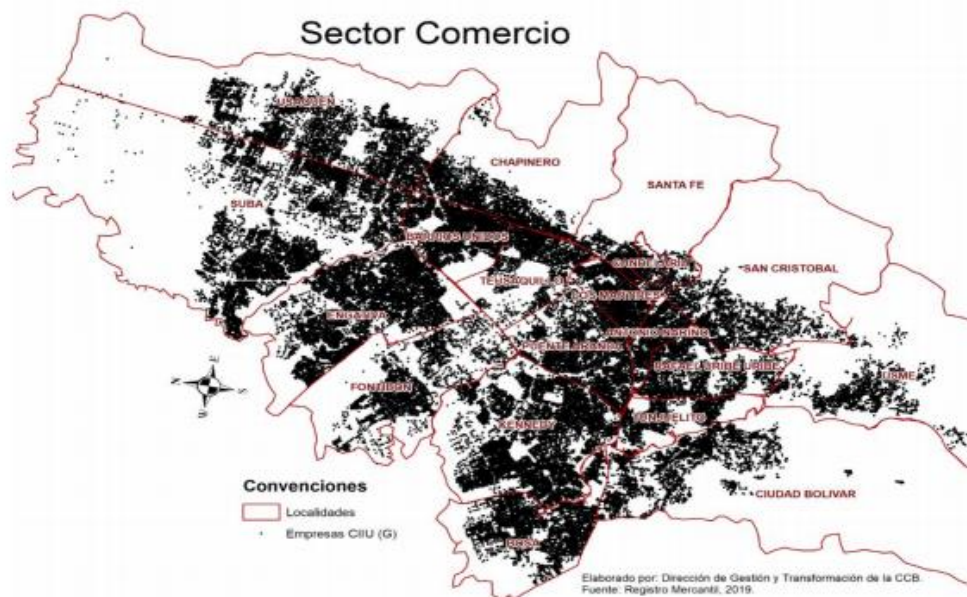 Sector Comercio
USAQUEN
CHAPINERO
SANTA FE
SUBA
BARRIOS UNIDOS
CANDELARIA
SAN CRISTOBAL
TEUSAQUILLO
LOS MARTIRES
ENGATIVA
ANTONIO NARIÑO
PUENTE ARANDA
RAFAEL URIBE URIBE
USME
FONTIBON
KENNEDY
TUNJUELITO
CIUDAD BOLIVAR
BOSA
Convenciones
Localidades
Empresas CIIU (G)
Elaborado por: Dirección de Gestión y Transformación de la CCB.
Fuente: Registro Mercantil, 2019.